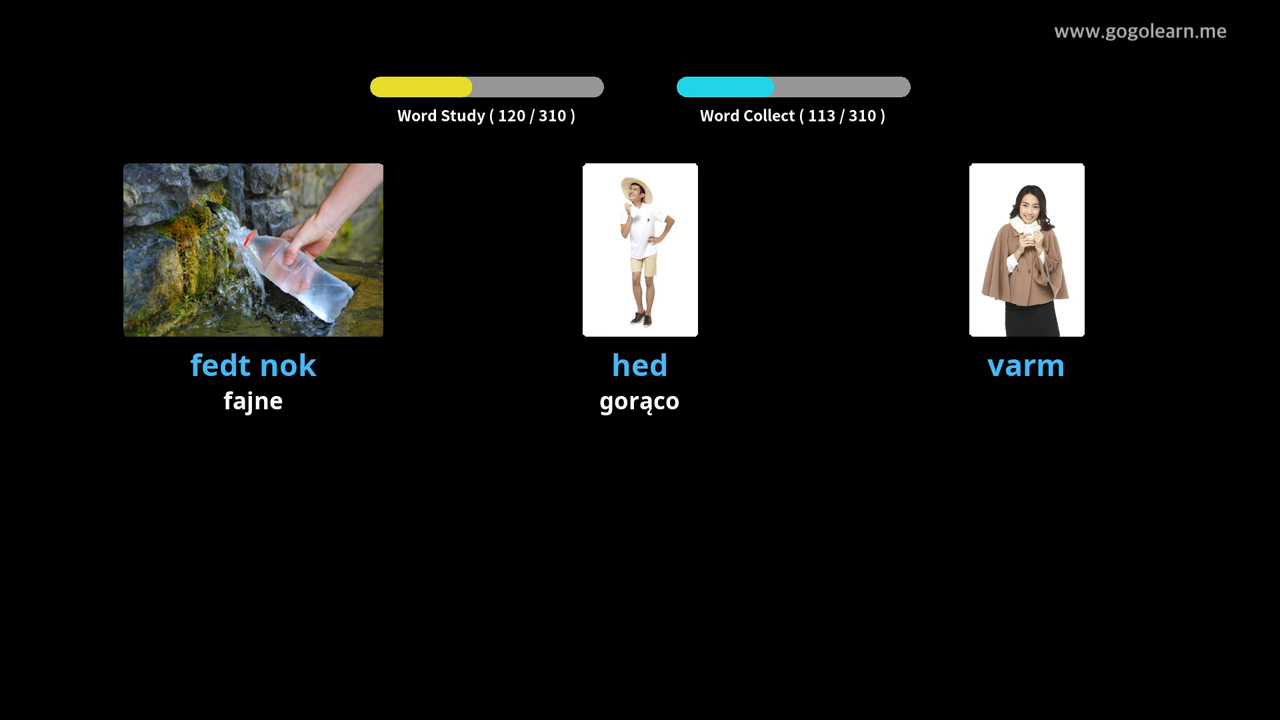 www.gogolearn.me
Word Study ( 120 / 310 )
Word Collect ( 113 / 310 )
fedt nok
hed
varm
fajne
gorąco